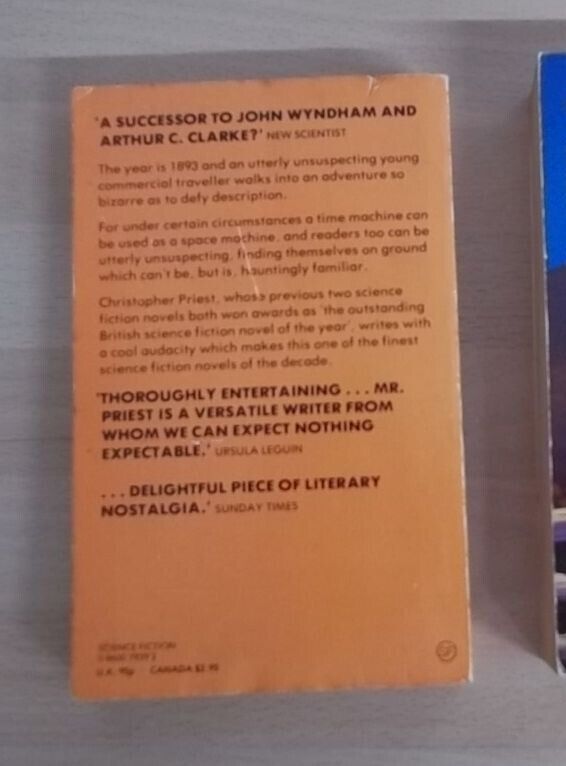 'A SUCCESSOR TO JOHN WYNDHAM AND
ARTHUR C. CLARKE?' NEW SCIENTIST
The year is 1893 and an utterly unsuspecting young
commercial traveller walks into an adventure so
bizarre as to defy description.
For under certain circumstances a time machine can
be used as a space machine, and readers too can be
utterly unsuspecting, finding themselves on ground
which can't be, but is, hauntingly familiar.
Christopher Priest, whose previous two science
fiction novels both won awards as 'the outstanding
British science fiction novel of the year', writes with
a cool audacity which makes this one of the finest
science fiction novels of the decade.
'THOROUGHLY ENTERTAINING . . . MR.
PRIEST IS A VERSATILE WRITER FROM
WHOM WE CAN EXPECT NOTHING
EXPECTABLE.' URSULA LEGUIN
. . . DELIGHTFUL PIECE OF LITERARY
NOSTALGIA.' SUNDAY TIMES
SCIENCE FICTION
U.K. 95p CANADA $2.95